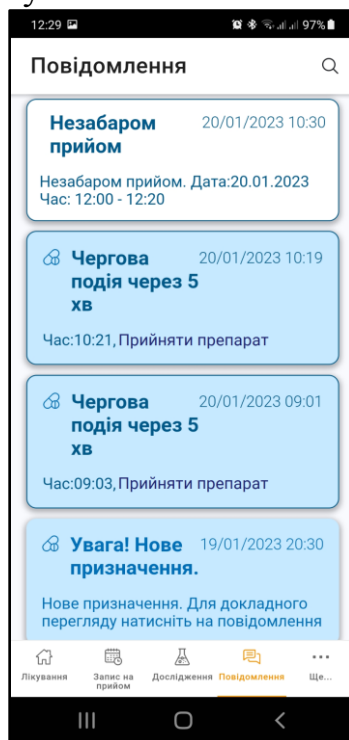 12:29 97%
Повідомлення
Незабаром 20/01/2023 10:30
прийом
Незабаром прийом. Дата:20.01.2023
Час: 12:00 - 12:20
Чергова 20/01/2023 10:19
подія через 5
хв
Час:10:21, Прийняти препарат
Чергова 20/01/2023 09:01
подія через 5
хв
Час:09:03, Прийняти препарат
Увага! Нове 19/01/2023 20:30
призначення.
Нове призначення. Для докладного
перегляду натисніть на повідомлення
Лікування Запис на прийом Дослідження Повідомлення Ще...